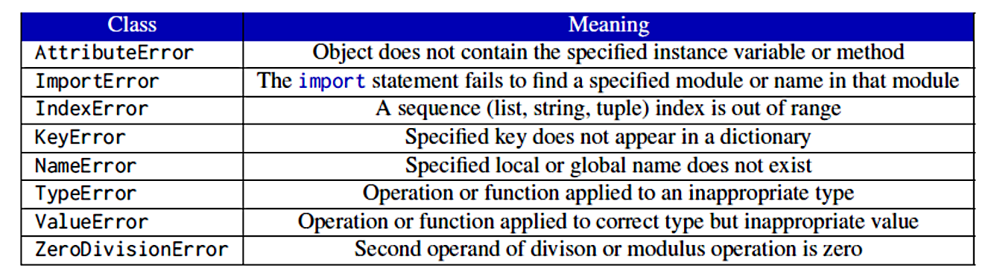 Class Meaning
AttributeError Object does not contain the specified instance variable or method
ImportError The import statement fails to find a specified module or name in that module
IndexError A sequence (list, string, tuple) index is out of range
KeyError Specified key does not appear in a dictionary
NameError Specified local or global name does not exist
TypeError Operation or function applied to an inappropriate type
ValueError Operation or function applied to correct type but inappropriate value
ZeroDivisionError Second operand of divison or modulus operation is zero